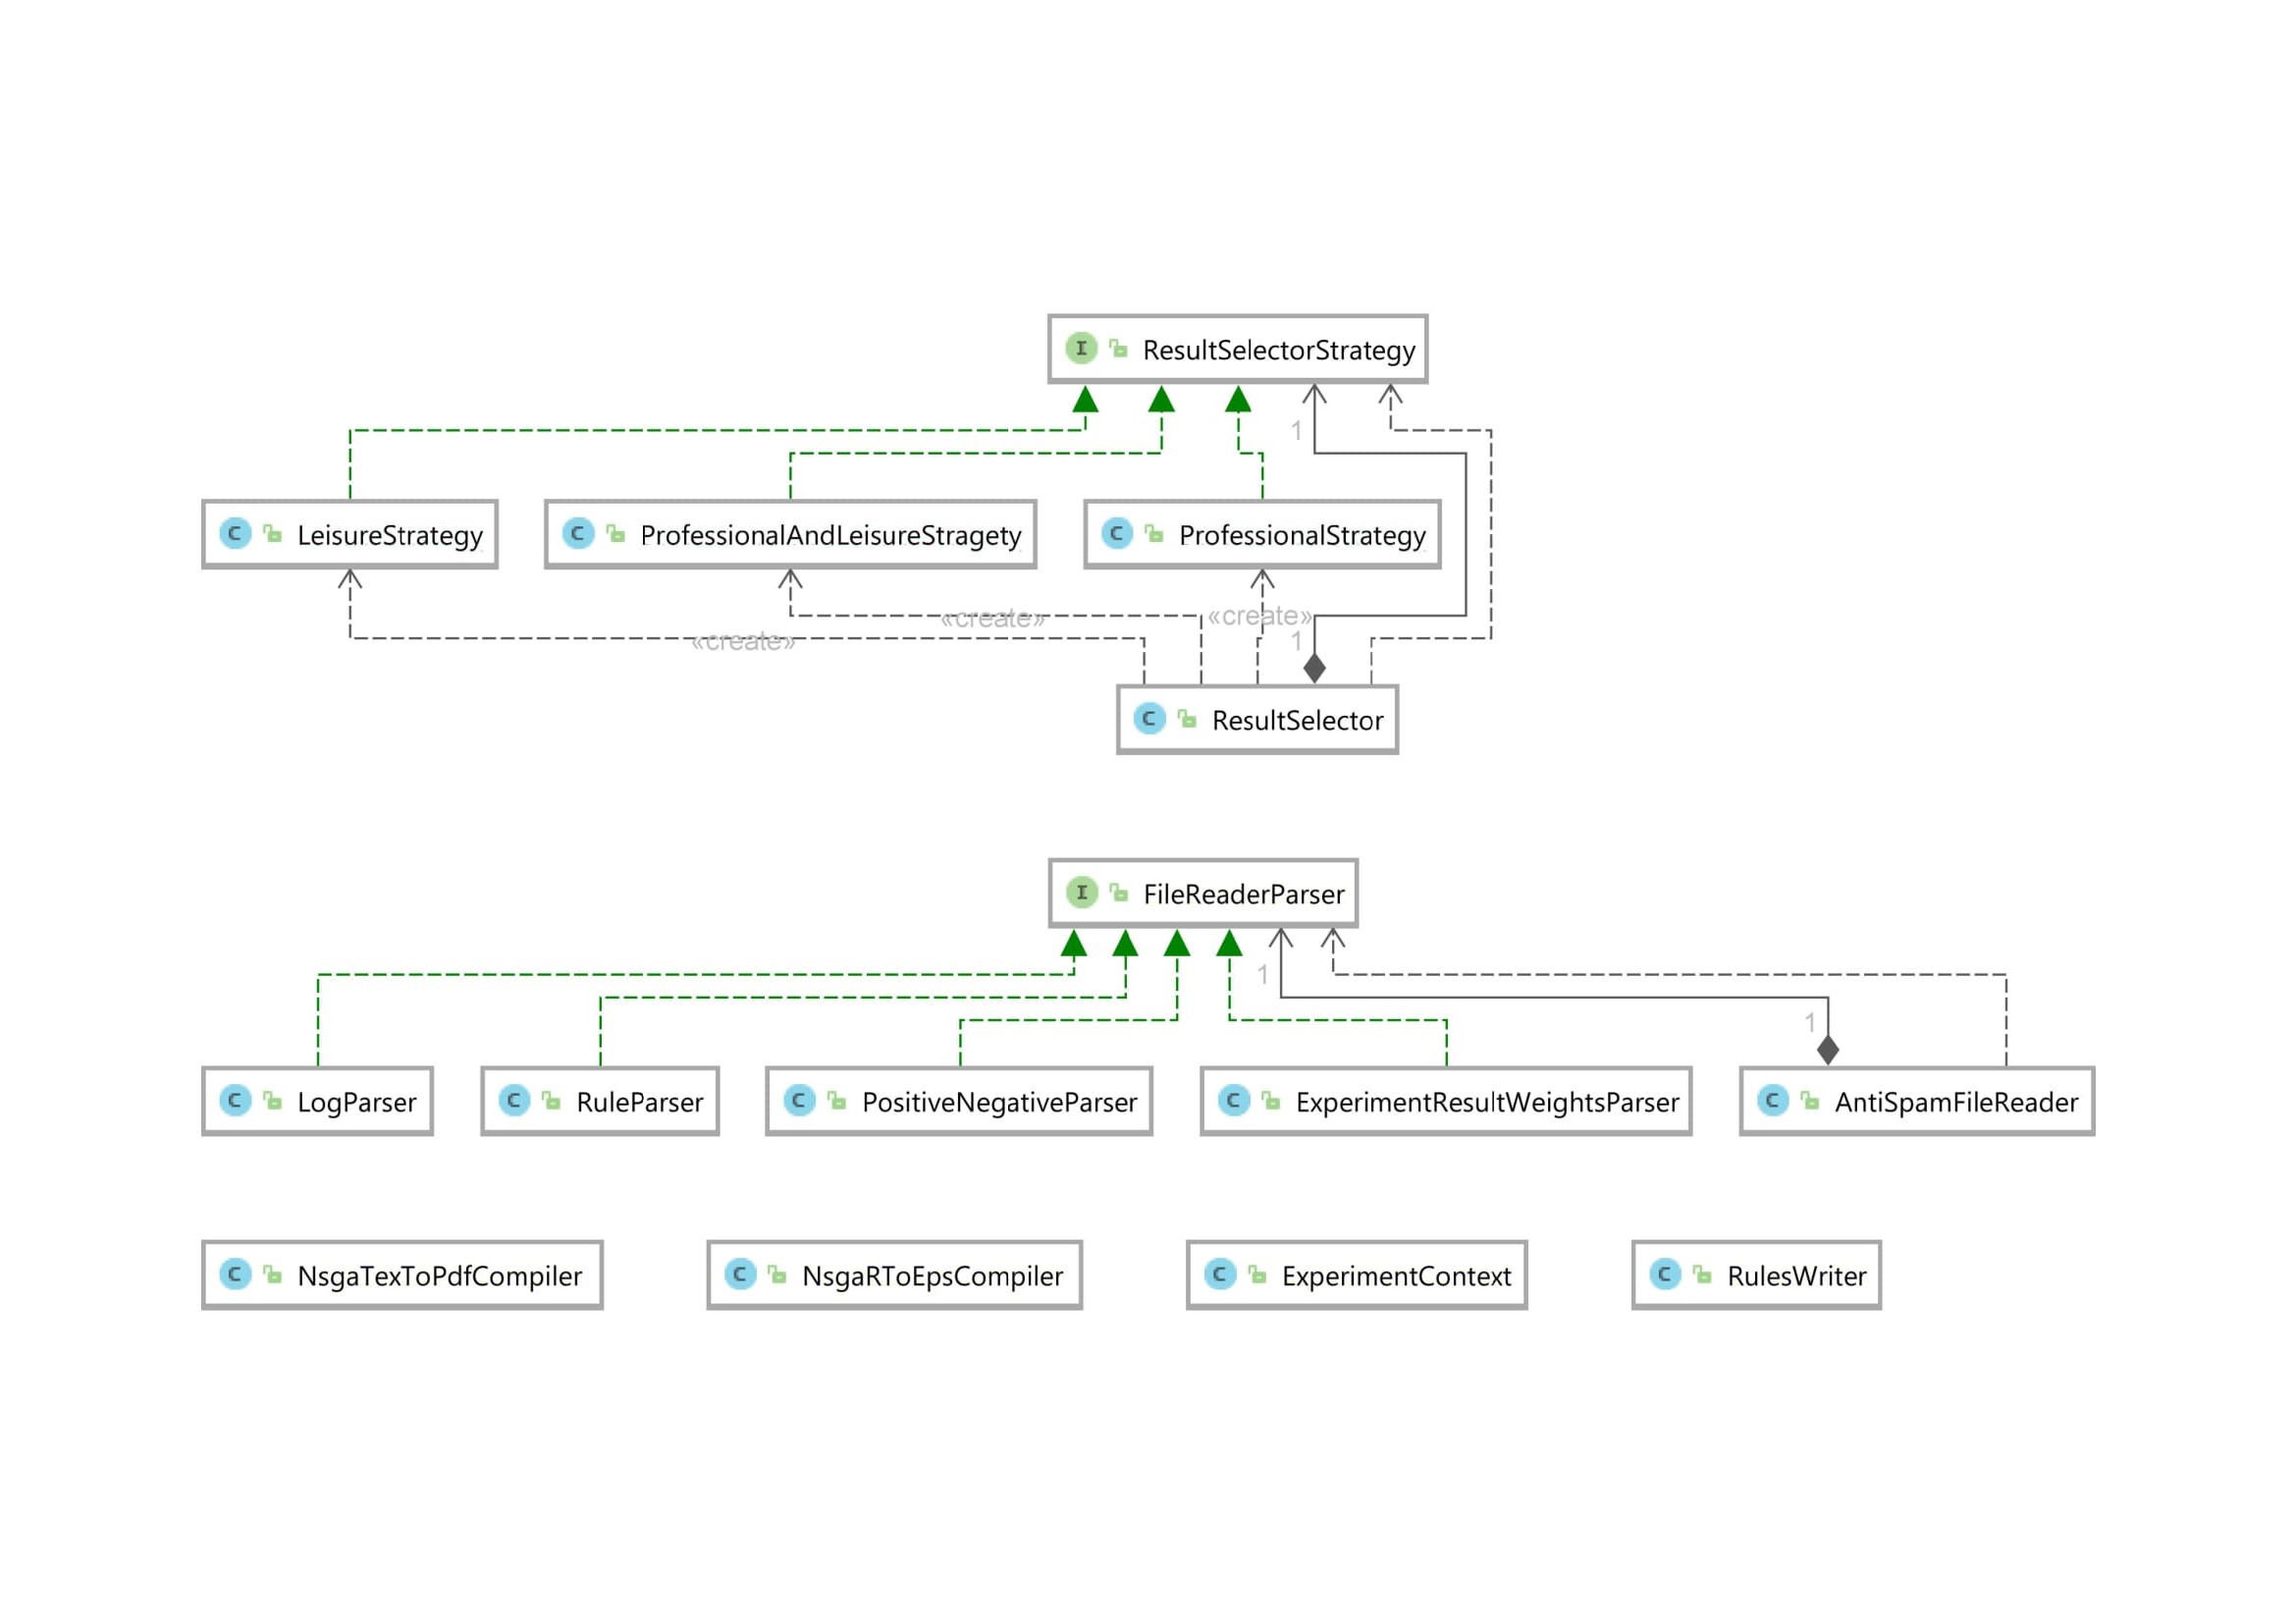 I ResultSelectorStrategy
1
C LeisureStrategy
C ProfessionalAndLeisureStragety
C ProfessionalStrategy
«create»
«create»
«create»
1
C ResultSelector
I FileReaderParser
1
1
C LogParser
C RuleParser
C PositiveNegativeParser
C ExperimentResultWeightsParser
C AntiSpamFileReader
C NsgaTexToPdfCompiler
C NsgaRToEpsCompiler
C ExperimentContext
C RulesWriter